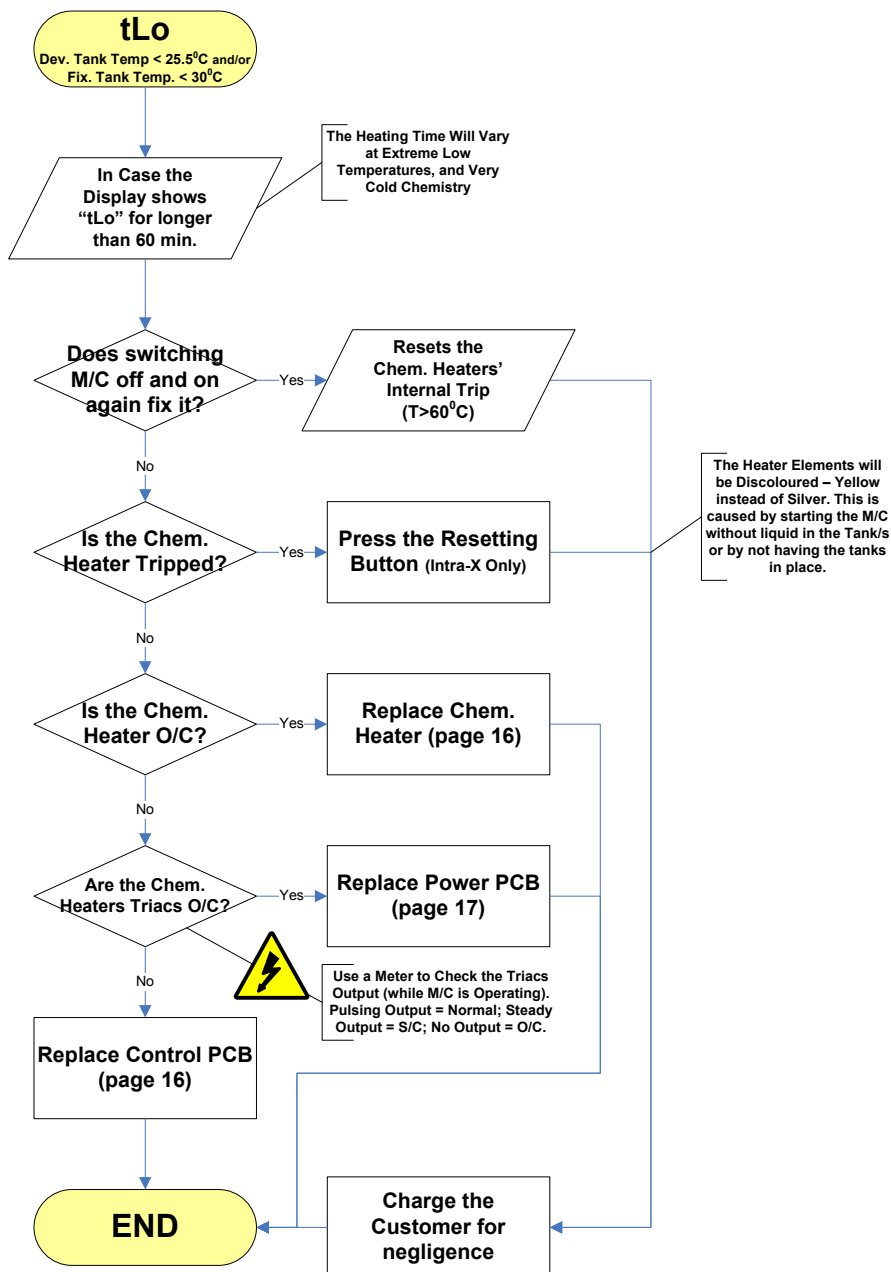 tLo
Dev. Tank Temp < 25.5⁰C and/or
Fix. Tank Temp. < 30⁰C
The Heating Time Will Vary
at Extreme Low
Temperatures, and Very
Cold Chemistry
In Case the
Display shows
“tLo” for longer
than 60 min.
Does switching
M/C off and on
again fix it?
Yes
Resets the
Chem. Heaters’
Internal Trip
(T>60⁰C)
No
The Heater Elements will
be Discoloured – Yellow
instead of Silver. This is
caused by starting the M/C
without liquid in the Tank/s
or by not having the tanks
in place.
Is the Chem.
Heater Tripped?
Yes
Press the Resetting
Button (Intra-X Only)
No
Is the Chem.
Heater O/C?
Yes
Replace Chem.
Heater (page 16)
No
Are the Chem.
Heaters Triacs O/C?
Yes
Replace Power PCB
(page 17)
No
Use a Meter to Check the Triacs
Output (while M/C is Operating).
Pulsing Output = Normal; Steady
Output = S/C; No Output = O/C.
Replace Control PCB
(page 16)
END
Charge the
Customer for
negligence